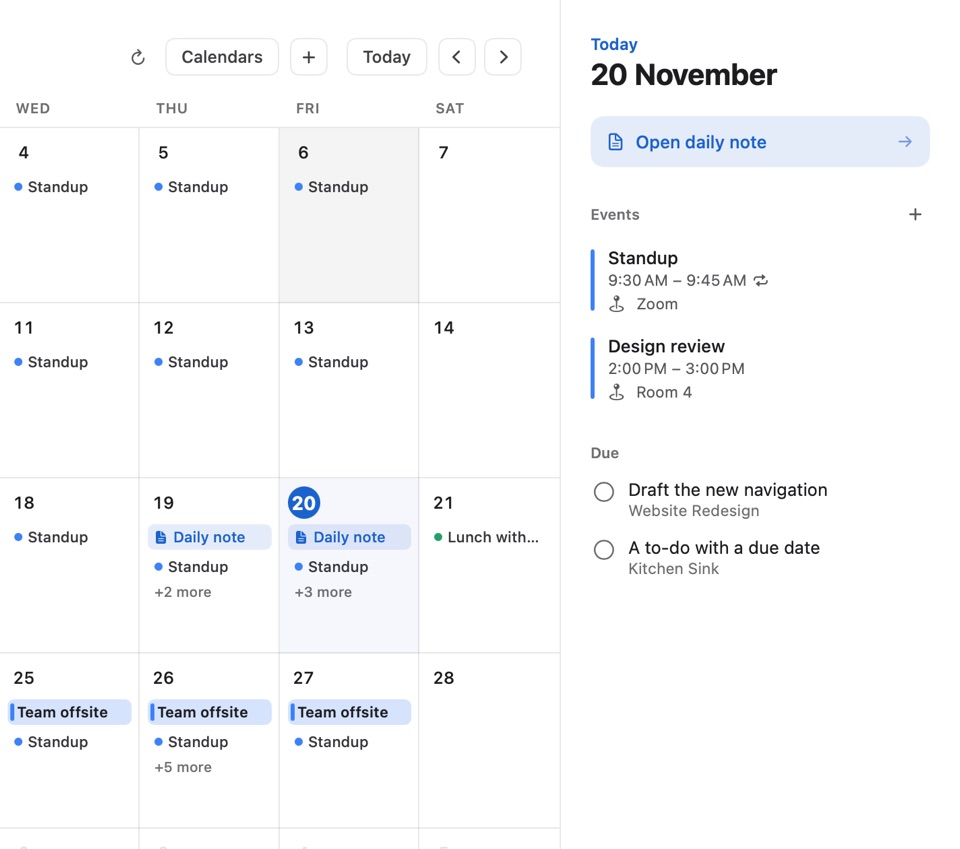 Calendars
Today
WED THU FRI SAT
4 5 6 7
Standup Standup Standup
11 12 13 14
Standup Standup Standup
18 19 20 21
Standup Daily note Daily note Lunch with...
Standup Standup
+2 more +3 more
25 26 27 28
Team offsite Team offsite Team offsite
Standup Standup Standup
+5 more
Today
20 November
Open daily note
Events
Standup
9:30 AM – 9:45 AM
Zoom
Design review
2:00 PM – 3:00 PM
Room 4
Due
Draft the new navigation
Website Redesign
A to-do with a due date
Kitchen Sink